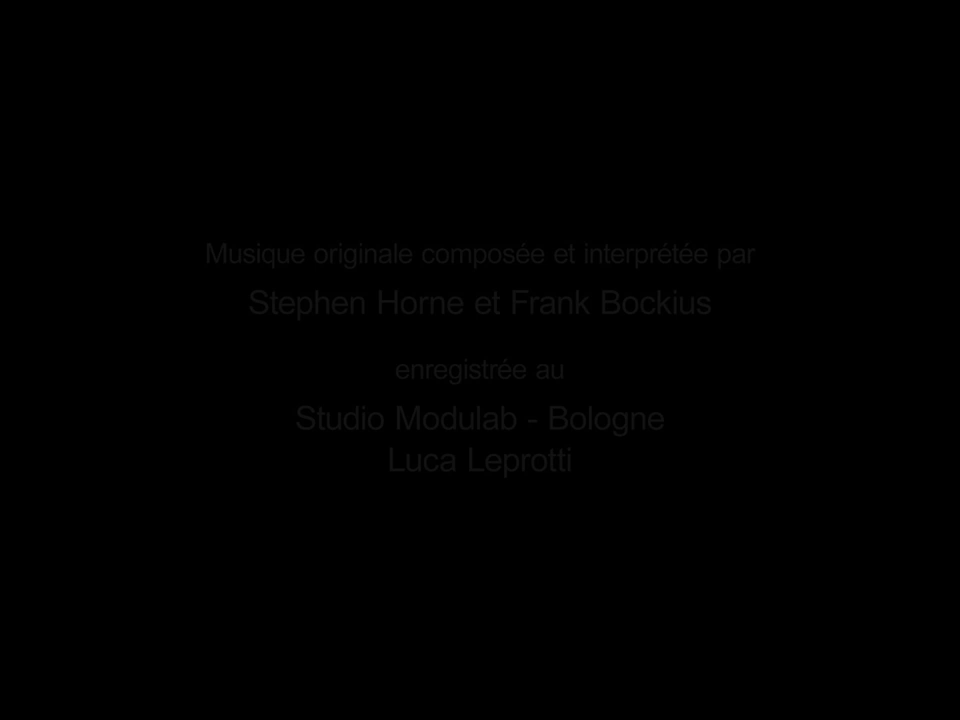 Musique originale composée et interprétée par
Stephen Horne et Frank Bockius
enregistrée au
Studio Modulab - Bologne
Luca Leprotti